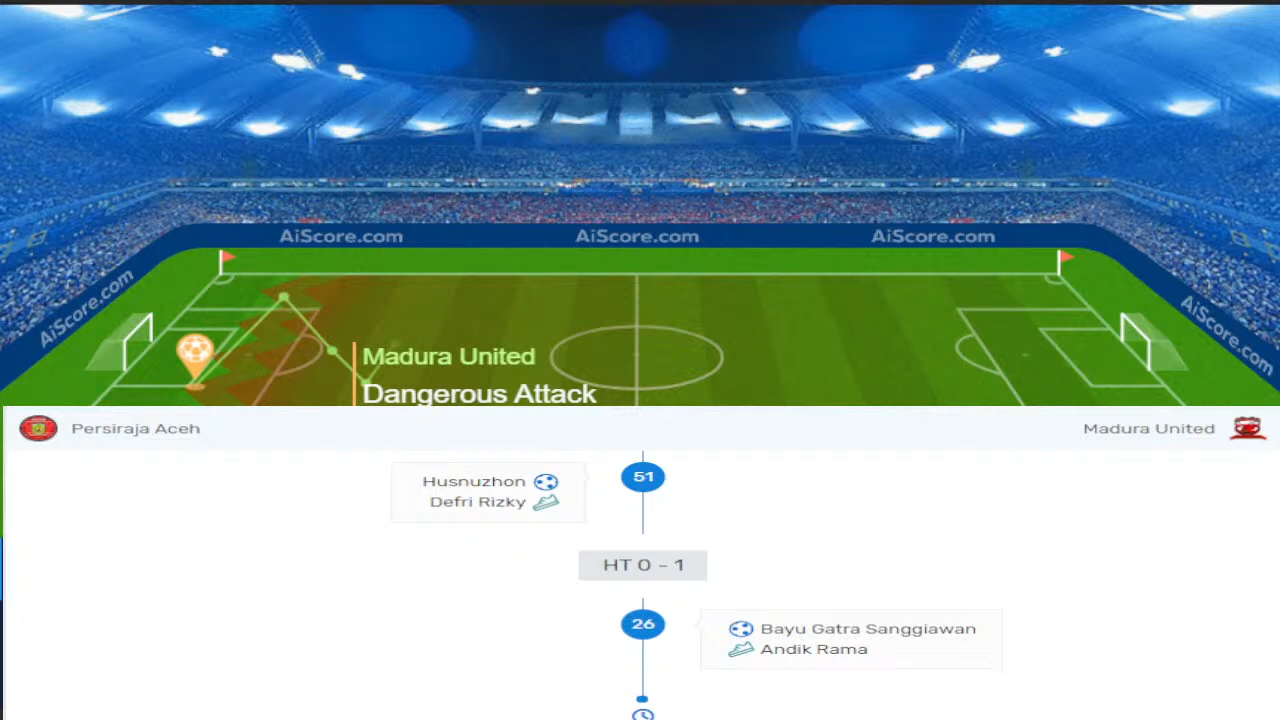 AiScore.com AiScore.com AiScore.com
AiScore.com
AiScore.com
Madura United
Dangerous Attack
Persiraja Aceh
Madura United
51
Husnuzhon
Defri Rizky
HT 0 - 1
26
Bayu Gatra Sanggiawan
Andik Rama